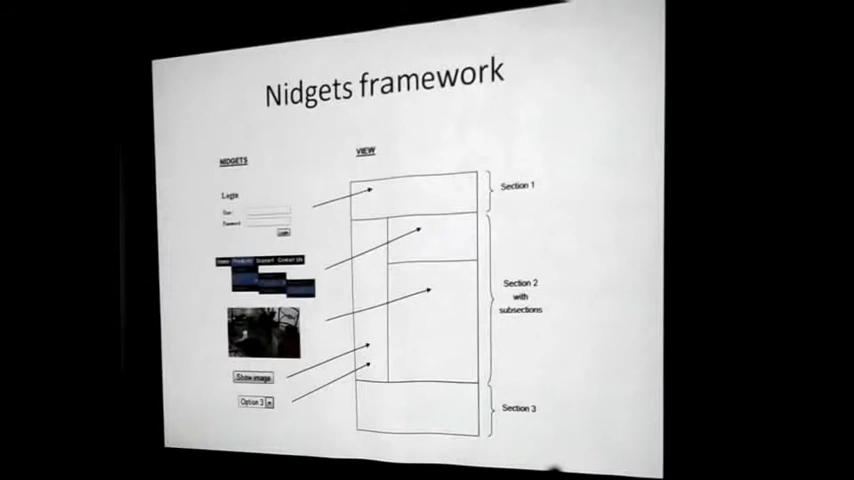 Nidgets framework
NIDGETS
VIEW
Login
User:
Password:
Login
Home Products Support Contact Us
Show image
Option 3
Section 1
Section 2
with
subsections
Section 3